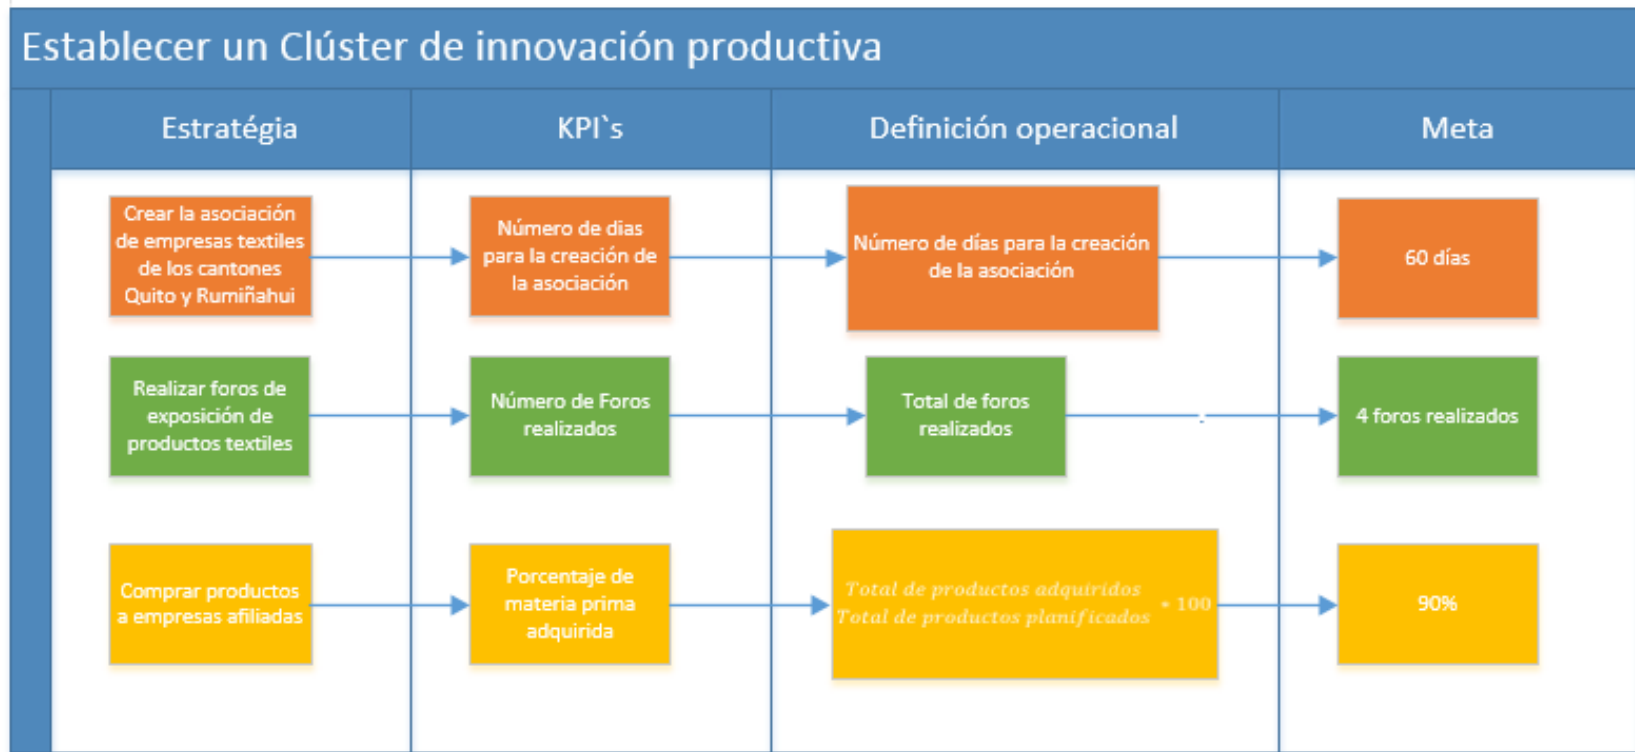 Establecer un Clúster de innovación productiva
Estratégia
KPI`s
Definición operacional
Meta
Crear la asociación
de empresas textiles
de los cantones
Quito y Rumiñahui
Número de dias
para la creación de
la asociación
Número de días para la creación
de la asociación
60 días
Realizar foros de
exposición de
productos textiles
Número de Foros
realizados
Total de foros
realizados
4 foros realizados
Comprar productos
a empresas afiliadas
Porcentaje de
materia prima
adquirida
Total de productos adquiridos
Total de productos planificados
* 100
90%